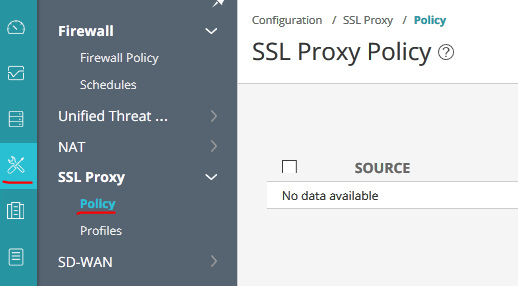 Firewall
Firewall Policy
Schedules
Unified Threat ...
NAT
SSL Proxy
Policy
Profiles
SD-WAN
Configuration / SSL Proxy / Policy
SSL Proxy Policy ?
SOURCE
No data available